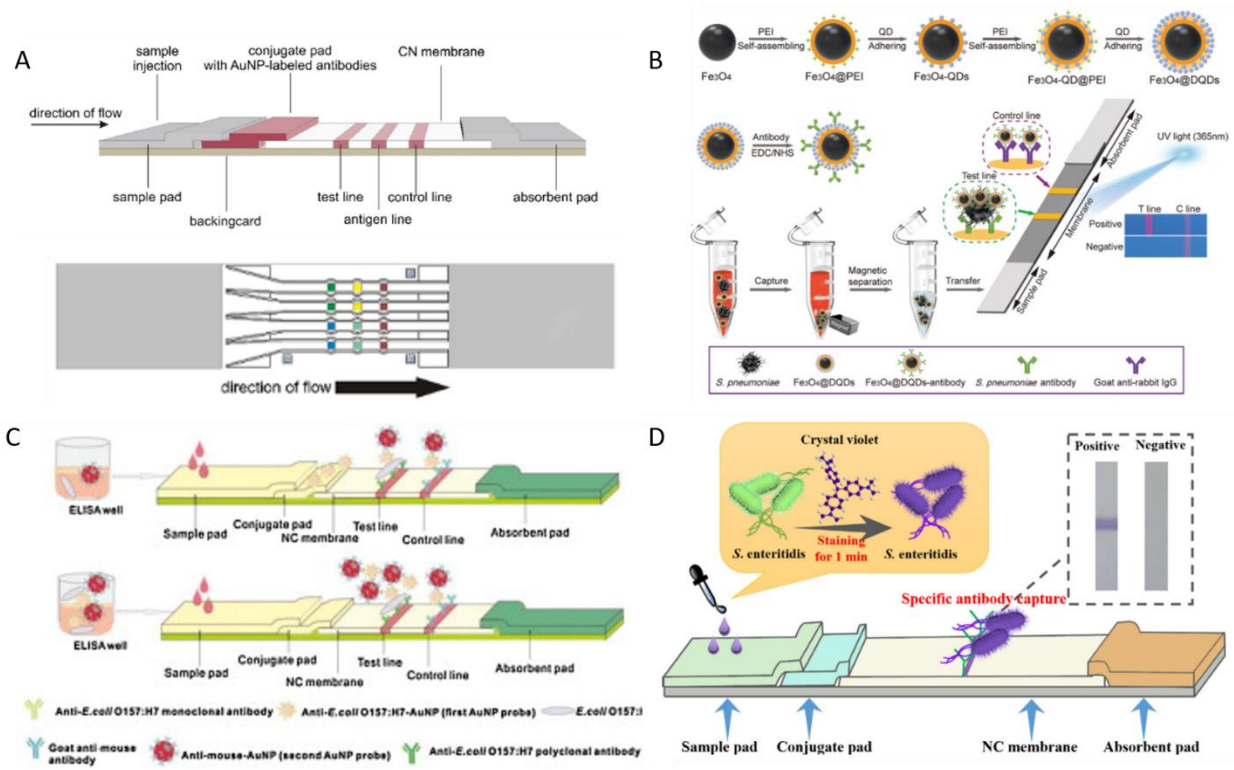 A
sample
injection
conjugate pad
with AuNP-labeled antibodies
CN membrane
direction of flow
sample pad
backingcard
test line
antigen line
control line
absorbent pad
direction of flow
B
Fe3O4
PEI
Self-assembling
Fe3O4@PEI
QD
Adhering
Fe3O4-QDs
PEI
Self-assembling
Fe3O4-QD@PEI
QD
Adhering
Fe3O4@DQDs
Antibody
EDC/NHS
Control line
Test line
Absorbent pad
Membrane
Sample pad
UV light (365nm)
T line
C line
Positive
Negative
Capture
Magnetic
separation
Transfer
S. pneumoniae
Fe3O4@DQDs
Fe3O4@DQDs-antibody
S. pneumoniae antibody
Goat anti-rabbit IgG
C
ELISA well
Sample pad
Conjugate pad
NC membrane
Test line
Control line
Absorbent pad
ELISA well
Sample pad
Conjugate pad
NC membrane
Test line
Control line
Absorbent pad
Anti-E.coli O157:H7 monoclonal antibody
Anti-E.coli O157:H7-AuNP (first AuNP probe)
E.coli O157:
Goat anti-mouse
antibody
Anti-mouse-AuNP (second AuNP probe)
Anti-E.coli O157:H7 polyclonal antibody
D
Crystal violet
S. enteritidis
Staining
for 1 min
S. enteritidis
Positive
Negative
Specific antibody capture
Sample pad
Conjugate pad
NC membrane
Absorbent pad